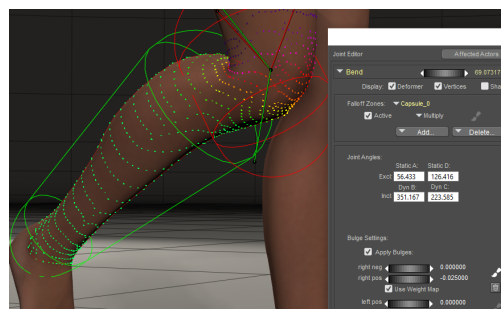 Joint Editor Affected Actors
Bend 69.07317
Display: Deformer Vertices Sha
Falloff Zones: Capsule_0
Active Multiply
Add... Delete...
Joint Angles:
Static A: Static D:
Excl: 56.433 126.416
Dyn B: Dyn C:
Incl: 351.167 223.585
Bulge Settings:
Apply Bulges:
right neg 0.000000
right pos -0.025000
Use Weight Map
left pos 0.000000